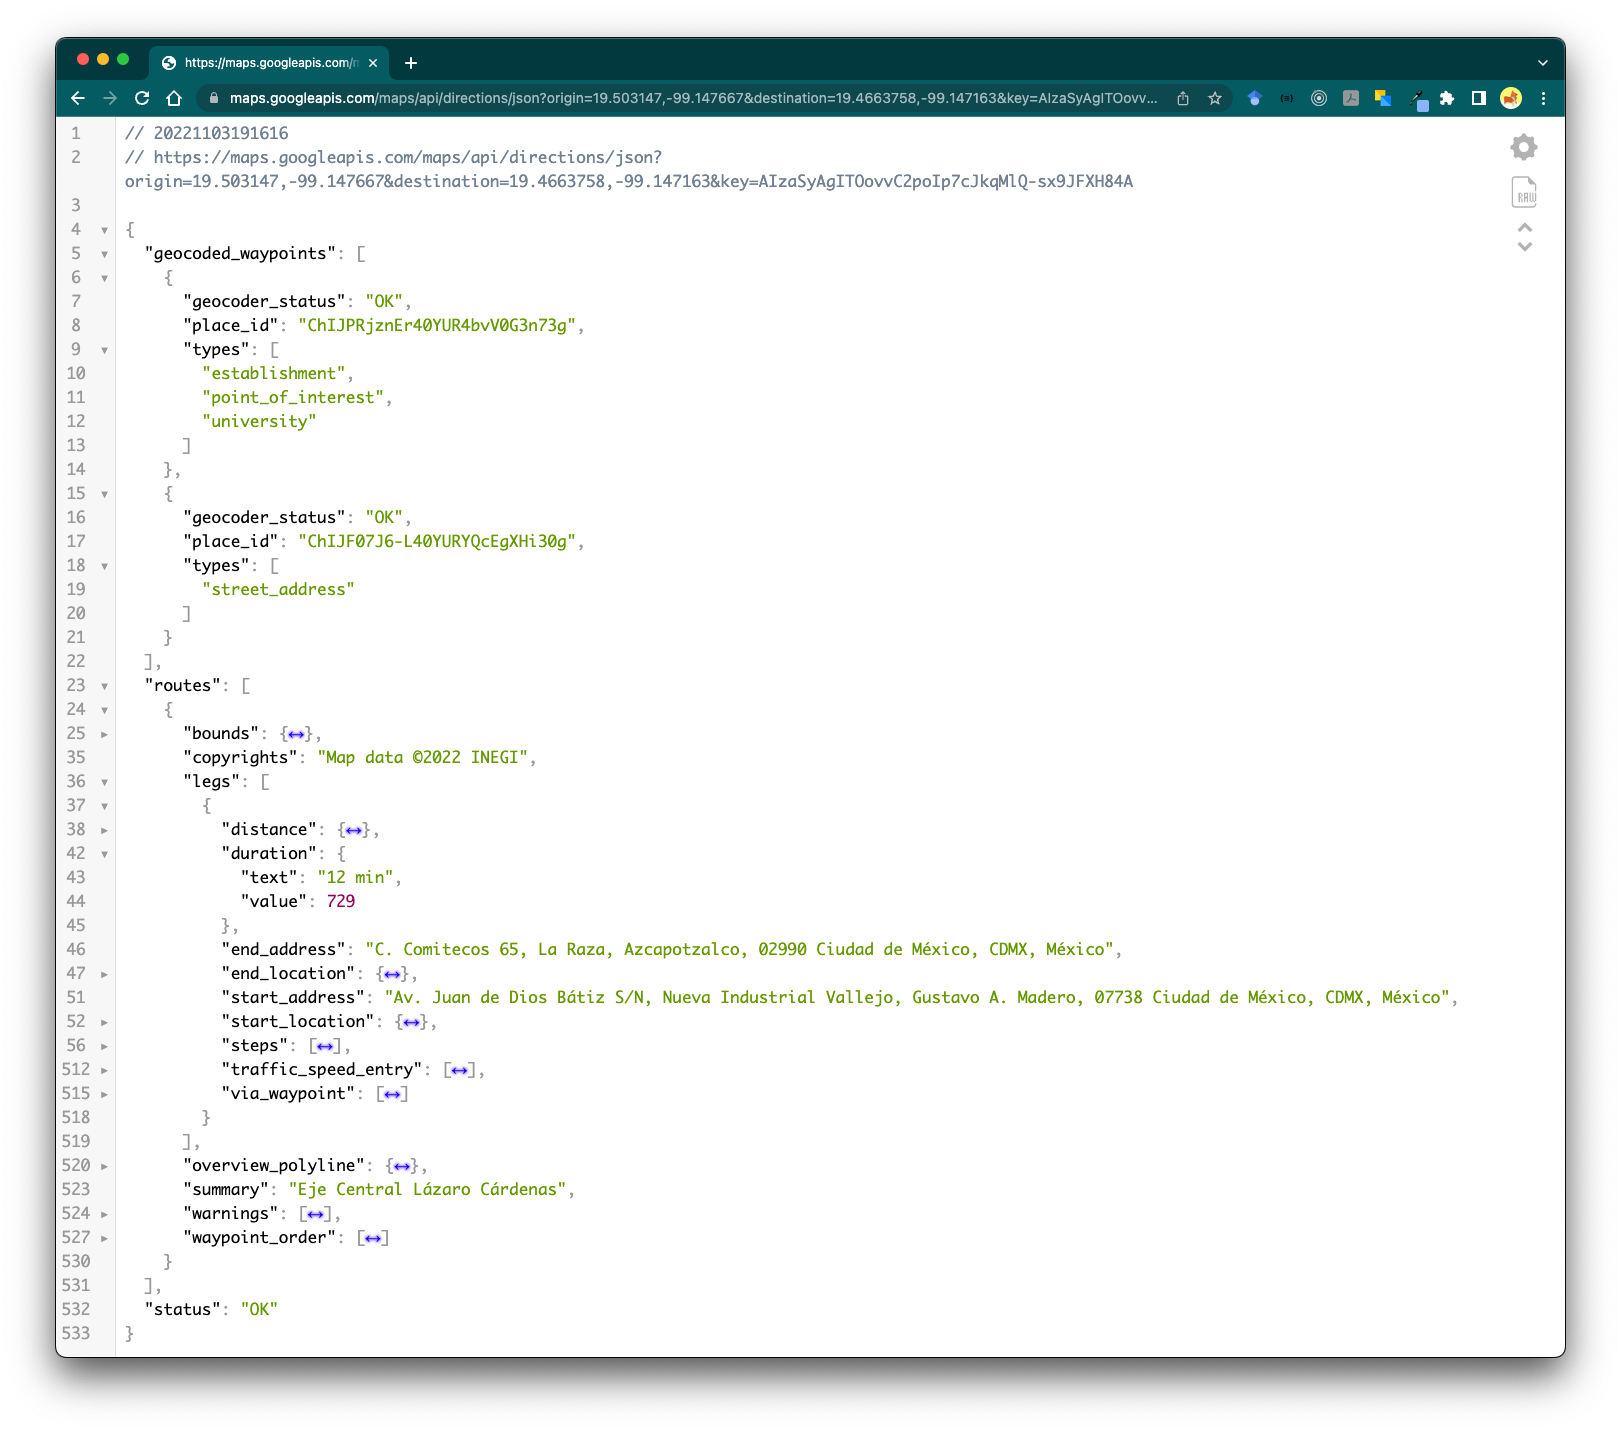 https://maps.googleapis.com/m
maps.googleapis.com/maps/api/directions/json?origin=19.503147,-99.147667&destination=19.4663758,-99.147163&key=AIzaSyAgITOovv...
1 // 20221103191616
2 // https://maps.googleapis.com/maps/api/directions/json?
origin=19.503147,-99.147667&destination=19.4663758,-99.147163&key=AIzaSyAgITOovvC2poIp7cJkqMlQ-sx9JFXH84A
RAW
3
4 {
5 "geocoded_waypoints": [
6 {
7 "geocoder_status": "OK",
8 "place_id": "ChIJPRjznEr40YUR4bvV0G3n73g",
9 "types": [
10 "establishment",
11 "point_of_interest",
12 "university"
13 ]
14 },
15 {
16 "geocoder_status": "OK",
17 "place_id": "ChIJF07J6-L40YURYQcEgXHi30g",
18 "types": [
19 "street_address"
20 ]
21 }
22 ],
23 "routes": [
24 {
25 "bounds": {↔},
35 "copyrights": "Map data ©2022 INEGI",
36 "legs": [
37 {
38 "distance": {↔},
42 "duration": {
43 "text": "12 min",
44 "value": 729
45 },
46 "end_address": "C. Comitecos 65, La Raza, Azcapotzalco, 02990 Ciudad de México, CDMX, México",
47 "end_location": {↔},
51 "start_address": "Av. Juan de Dios Bátiz S/N, Nueva Industrial Vallejo, Gustavo A. Madero, 07738 Ciudad de México, CDMX, México",
52 "start_location": {↔},
56 "steps": [↔],
512 "traffic_speed_entry": [↔],
515 "via_waypoint": [↔]
518 }
519 ],
520 "overview_polyline": {↔},
523 "summary": "Eje Central Lázaro Cárdenas",
524 "warnings": [↔],
527 "waypoint_order": [↔]
530 }
531 ],
532 "status": "OK"
533 }